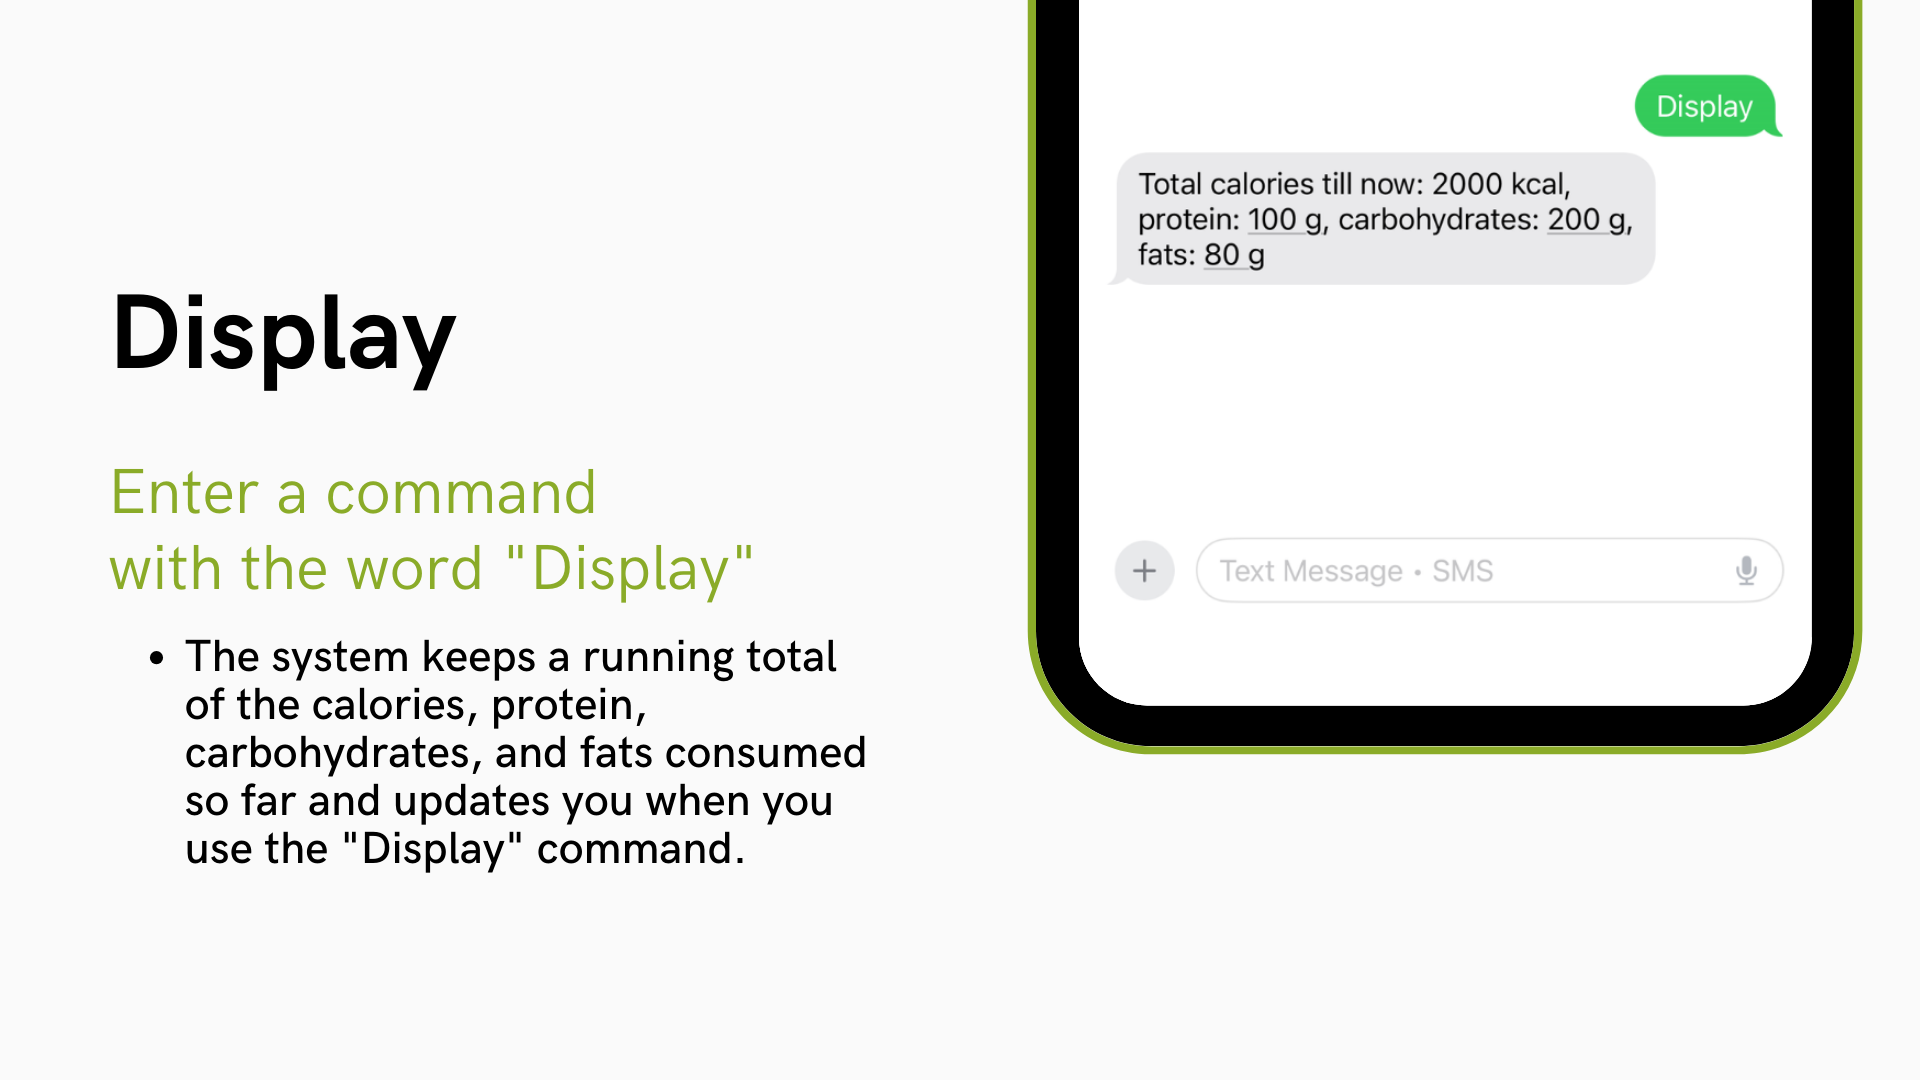 Display
Enter a command
with the word "Display"
• The system keeps a running total
of the calories, protein,
carbohydrates, and fats consumed
so far and updates you when you
use the "Display" command.
Display
Total calories till now: 2000 kcal,
protein: 100 g, carbohydrates: 200 g,
fats: 80 g
Text Message • SMS